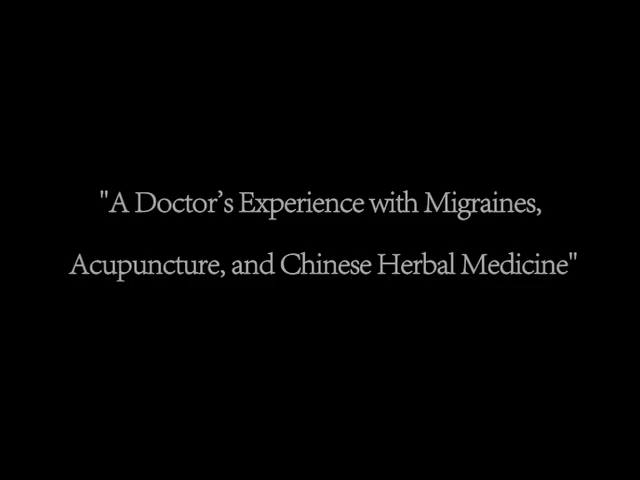 "A Doctor’s Experience with Migraines,
Acupuncture, and Chinese Herbal Medicine"